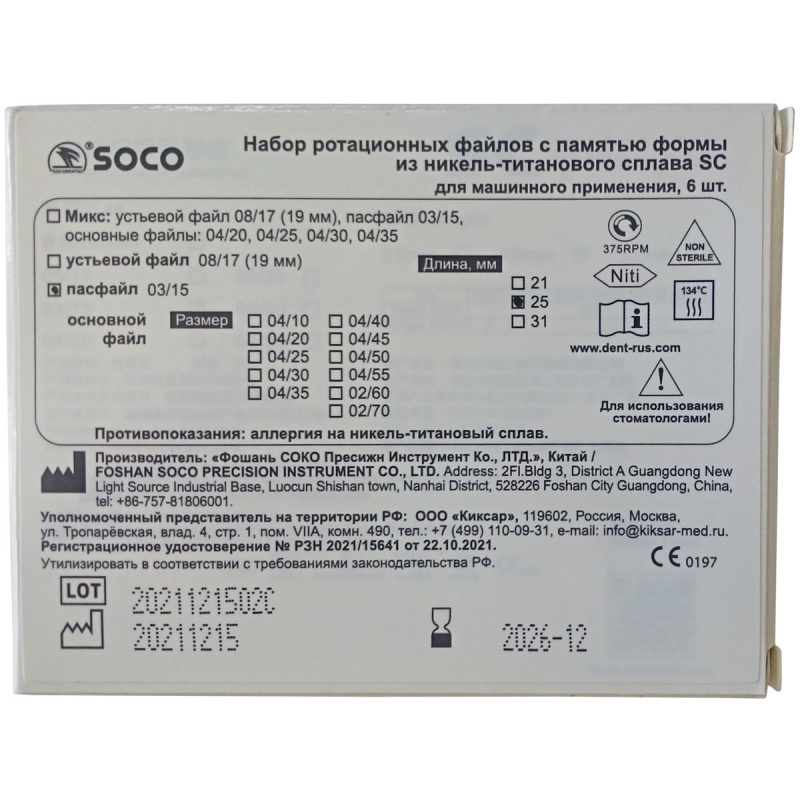 ® SOCO
SOCODENTAL
Набор ротационных файлов с памятью формы
из никель-титанового сплава SC
для машинного применения, 6 шт.
Микс: устьевой файл 08/17 (19 мм), пасфайл 03/15,
основные файлы: 04/20, 04/25, 04/30, 04/35
устьевой файл 08/17 (19 мм)
пасфайл 03/15
Длина, мм
21
25
31
основной файл
Размер
04/10 04/40
04/20 04/45
04/25 04/50
04/30 04/55
04/35 02/60
02/70
375RPM
NON
STERILE
Niti
134°C
i
www.dent-rus.com
!
Для использования
стоматологами!
Противопоказания: аллергия на никель-титановый сплав.
Производитель: «Фошань СОКО Пресижн Инструмент Ко., ЛТД.», Китай /
FOSHAN SOCO PRECISION INSTRUMENT CO., LTD. Address: 2Fl.Bldg 3, District A Guangdong New
Light Source Industrial Base, Luocun Shishan town, Nanhai District, 528226 Foshan City Guangdong, China,
tel: +86-757-81806001.
Уполномоченный представитель на территории РФ: ООО «Киксар», 119602, Россия, Москва,
ул. Тропарёвская, влад. 4, стр. 1, пом. VIIА, комн. 490, тел.: +7 (499) 110-09-31, e-mail: info@kiksar-med.ru
Регистрационное удостоверение № РЗН 2021/15641 от 22.10.2021.
Утилизировать в соответствии с требованиями законодательства РФ.
CE 0197
LOT 2021121502C
20211215
2026-12